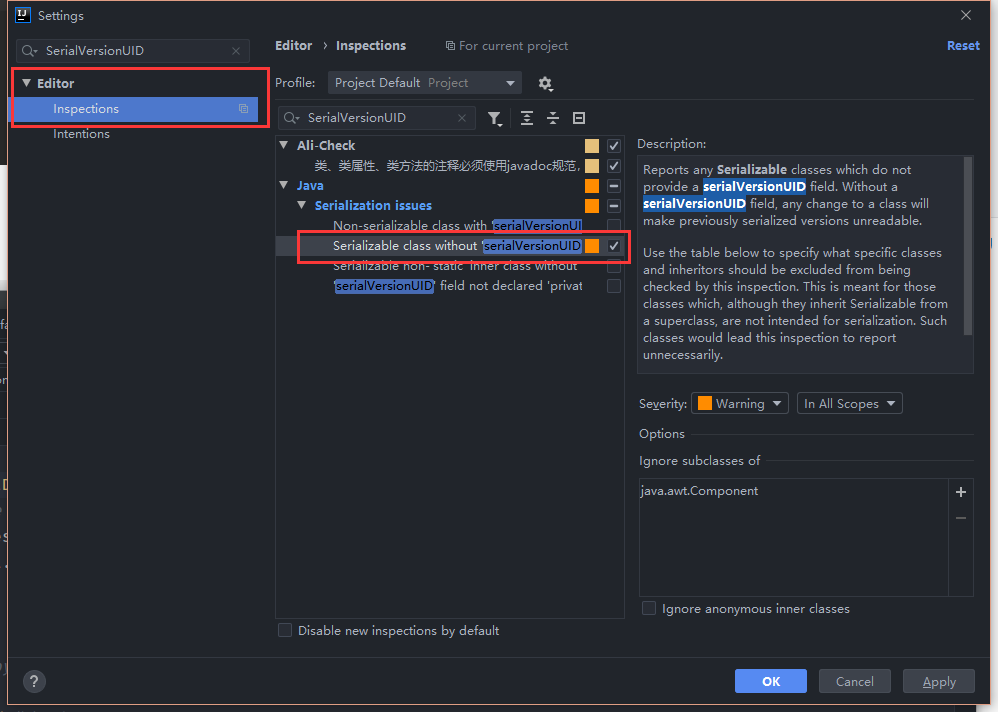 Settings
SerialVersionUID
Editor
Inspections
Intentions
Editor › Inspections
For current project
Reset
Profile:
Project Default Project
SerialVersionUID
Ali-Check
类、类属性、类方法的注释必须使用javadoc规范,
Java
Serialization issues
Non-serializable class with 'serialVersionUI
Serializable class without 'serialVersionUID
Serializable non- static 'inner class without
'serialVersionUID' field not declared 'privat
Disable new inspections by default
Description:
Reports any Serializable classes which do not
provide a serialVersionUID field. Without a
serialVersionUID field, any change to a class will
make previously serialized versions unreadable.
Use the table below to specify what specific classes
and inheritors should be excluded from being
checked by this inspection. This is meant for those
classes which, although they inherit Serializable from
a superclass, are not intended for serialization. Such
classes would lead this inspection to report
unnecessarily.
Severity:
Warning
In All Scopes
Options
Ignore subclasses of
java.awt.Component
Ignore anonymous inner classes
?
OK
Cancel
Apply